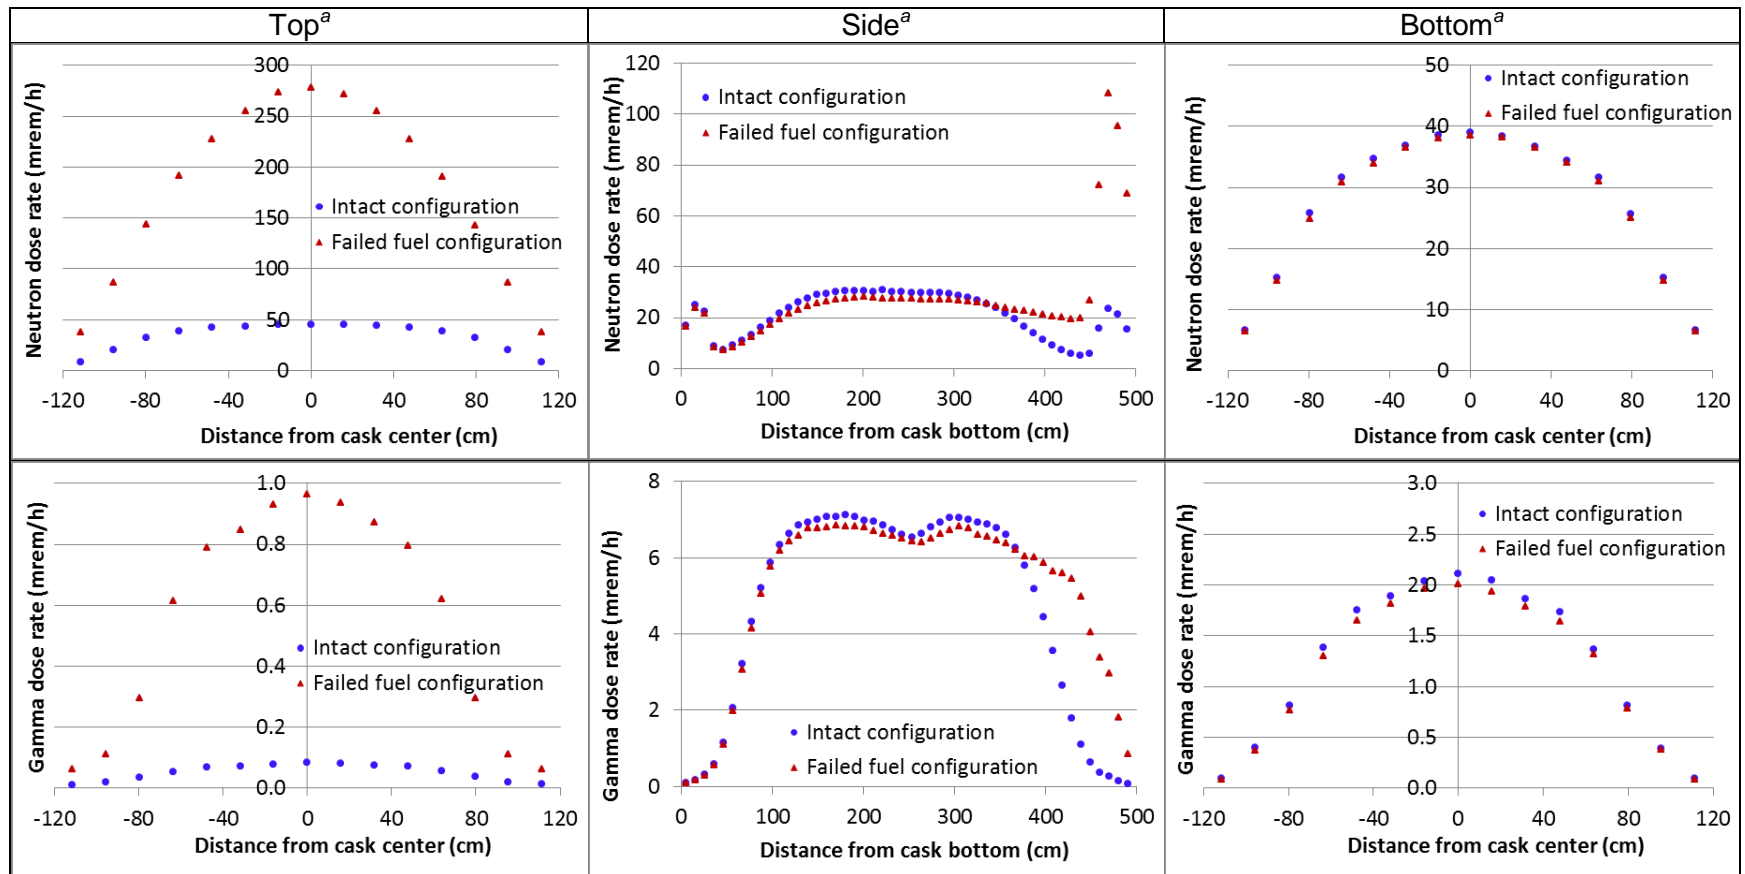 Topᵃ
Sideᵃ
Bottomᵃ
Neutron dose rate (mrem/h)
300
250
200
150
100
50
0
Intact configuration
Failed fuel configuration
-120 -80 -40 0 40 80 120
Distance from cask center (cm)
Neutron dose rate (mrem/h)
120
100
80
60
40
20
0
Intact configuration
Failed fuel configuration
0 100 200 300 400 500
Distance from cask bottom (cm)
Neutron dose rate (mrem/h)
50
40
30
20
10
0
Intact configuration
Failed fuel configuration
-120 -80 -40 0 40 80 120
Distance from cask center (cm)
Gamma dose rate (mrem/h)
1.0
0.8
0.6
0.4
0.2
0.0
Intact configuration
Failed fuel configuration
-120 -80 -40 0 40 80 120
Distance from cask center (cm)
Gamma dose rate (mrem/h)
8
6
4
2
0
Intact configuration
Failed fuel configuration
0 100 200 300 400 500
Distance from cask bottom (cm)
Gamma dose rate (mrem/h)
3.0
2.5
2.0
1.5
1.0
0.5
0.0
Intact configuration
Failed fuel configuration
-120 -80 -40 0 40 80 120
Distance from cask center (cm)